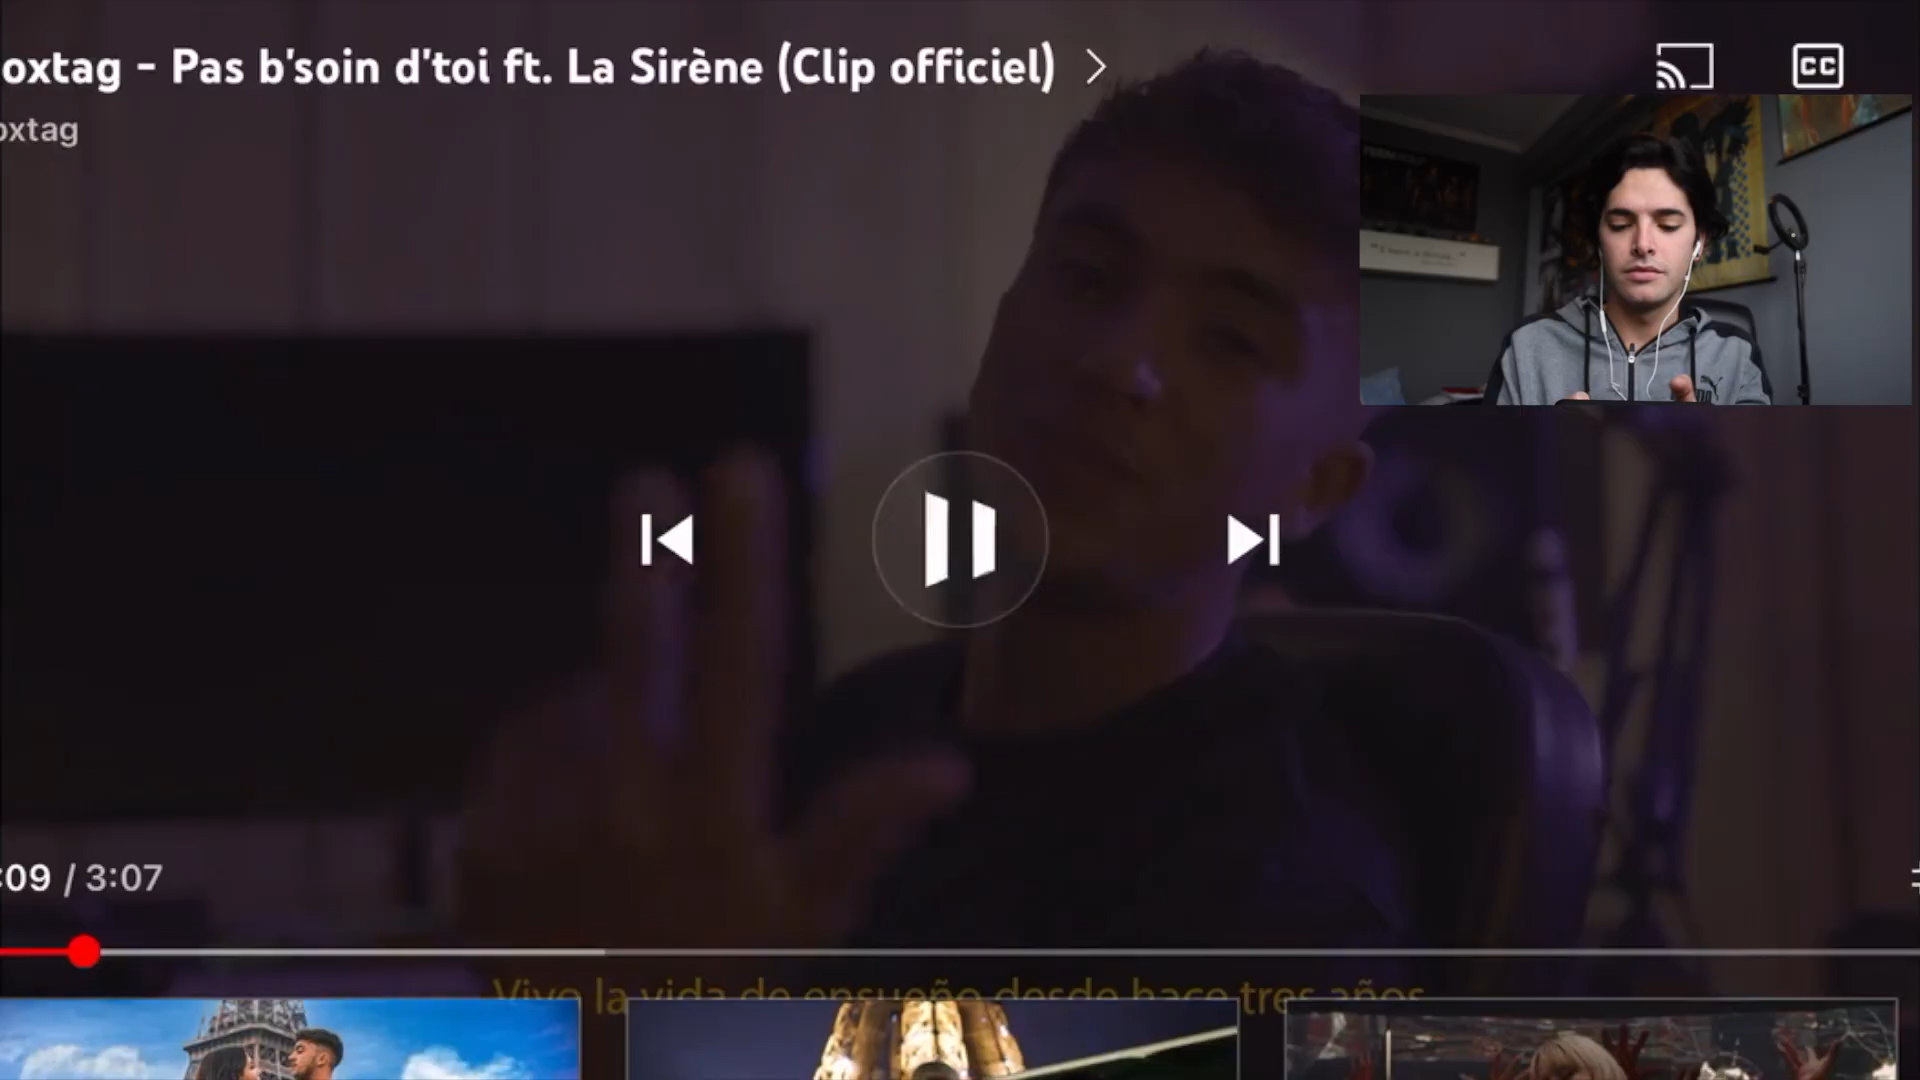 oxtag - Pas b'soin d'toi ft. La Sirène (Clip officiel)
oxtag
CC
:09 / 3:07
Vivo la vida de ensueño desde hace tres años